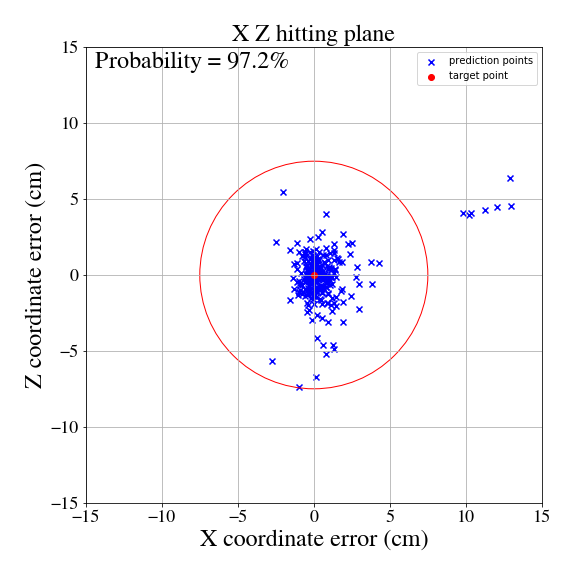 X Z hitting plane
Probability = 97.2%
prediction points
target point
Z coordinate error (cm)
15
10
5
0
−5
−10
−15
−15
−10
−5
0
5
10
15
X coordinate error (cm)